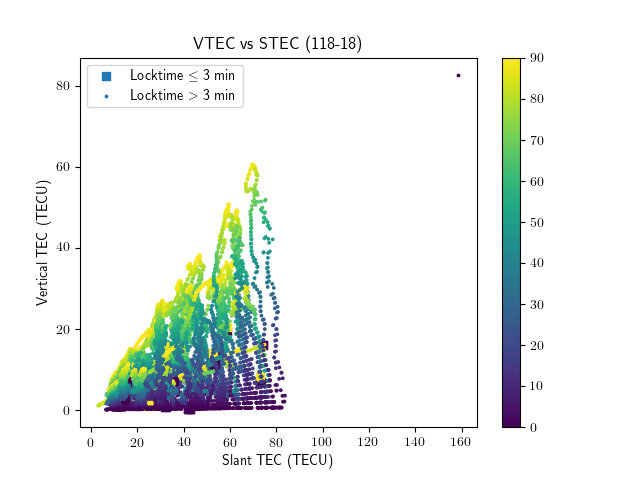 VTEC vs STEC (118-18)
Locktime ≤ 3 min
Locktime > 3 min
Vertical TEC (TECU)
80
60
40
20
0
0 20 40 60 80 100 120 140 160
Slant TEC (TECU)
90
80
70
60
50
40
30
20
10
0